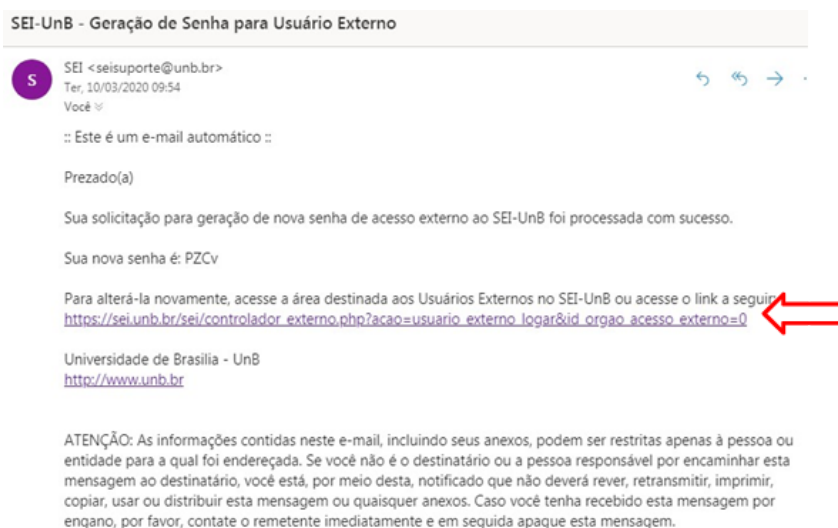 SEI-UnB - Geração de Senha para Usuário Externo
S
SEI <seisuporte@unb.br>
Ter, 10/03/2020 09:54
Você
:: Este é um e-mail automático ::
Prezado(a)
Sua solicitação para geração de nova senha de acesso externo ao SEI-UnB foi processada com sucesso.
Sua nova senha é: PZCv
Para alterá-la novamente, acesse a área destinada aos Usuários Externos no SEI-UnB ou acesse o link a seguir
https://sei.unb.br/sei/controlador_externo.php?acao=usuario_externo_logar&id_orgao_acesso_externo=0
Universidade de Brasilia - UnB
http://www.unb.br
ATENÇÃO: As informações contidas neste e-mail, incluindo seus anexos, podem ser restritas apenas à pessoa ou
entidade para a qual foi endereçada. Se você não é o destinatário ou a pessoa responsável por encaminhar esta
mensagem ao destinatário, você está, por meio desta, notificado que não deverá rever, retransmitir, imprimir,
copiar, usar ou distribuir esta mensagem ou quaisquer anexos. Caso você tenha recebido esta mensagem por
engano, por favor, contate o remetente imediatamente e em seguida apague esta mensagem.